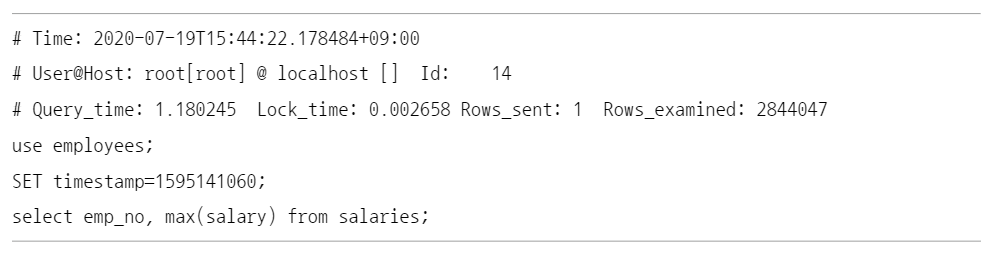 # Time: 2020-07-19T15:44:22.178484+09:00
# User@Host: root[root] @ localhost []  Id:    14
# Query_time: 1.180245  Lock_time: 0.002658 Rows_sent: 1  Rows_examined: 2844047
use employees;
SET timestamp=1595141060;
select emp_no, max(salary) from salaries;